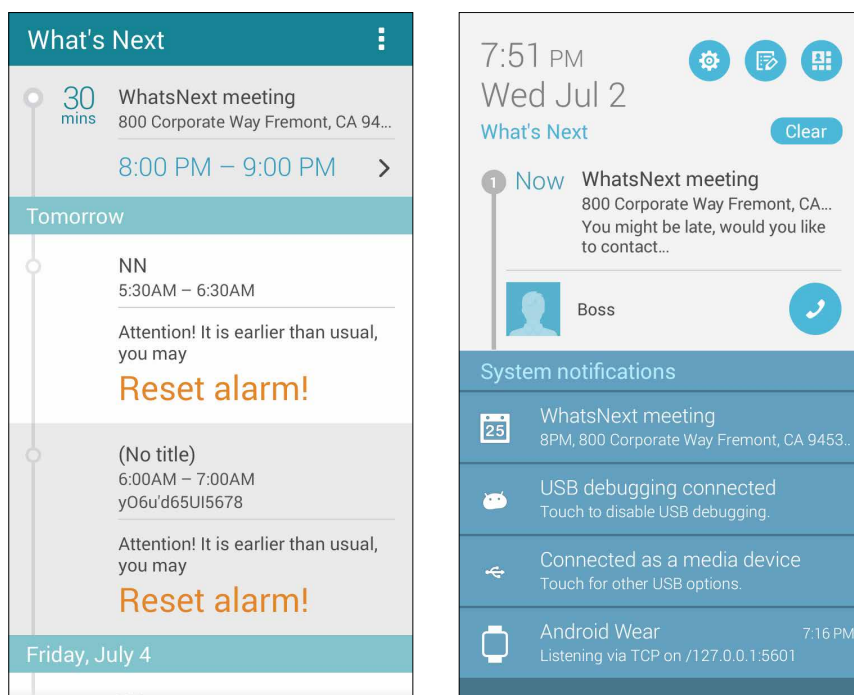 What's Next
30
mins
WhatsNext meeting
800 Corporate Way Fremont, CA 94...
8:00 PM – 9:00 PM
Tomorrow
NN
5:30AM – 6:30AM
Attention! It is earlier than usual,
you may
Reset alarm!
(No title)
6:00AM – 7:00AM
yO6u'd65UI5678
Attention! It is earlier than usual,
you may
Reset alarm!
Friday, July 4
7:51 PM
Wed Jul 2
What's Next
Clear
1
Now
WhatsNext meeting
800 Corporate Way Fremont, CA...
You might be late, would you like
to contact...
Boss
System notifications
25
WhatsNext meeting
8PM, 800 Corporate Way Fremont, CA 9453..
USB debugging connected
Touch to disable USB debugging.
Connected as a media device
Touch for other USB options.
Android Wear
7:16 PM
Listening via TCP on /127.0.0.1:5601